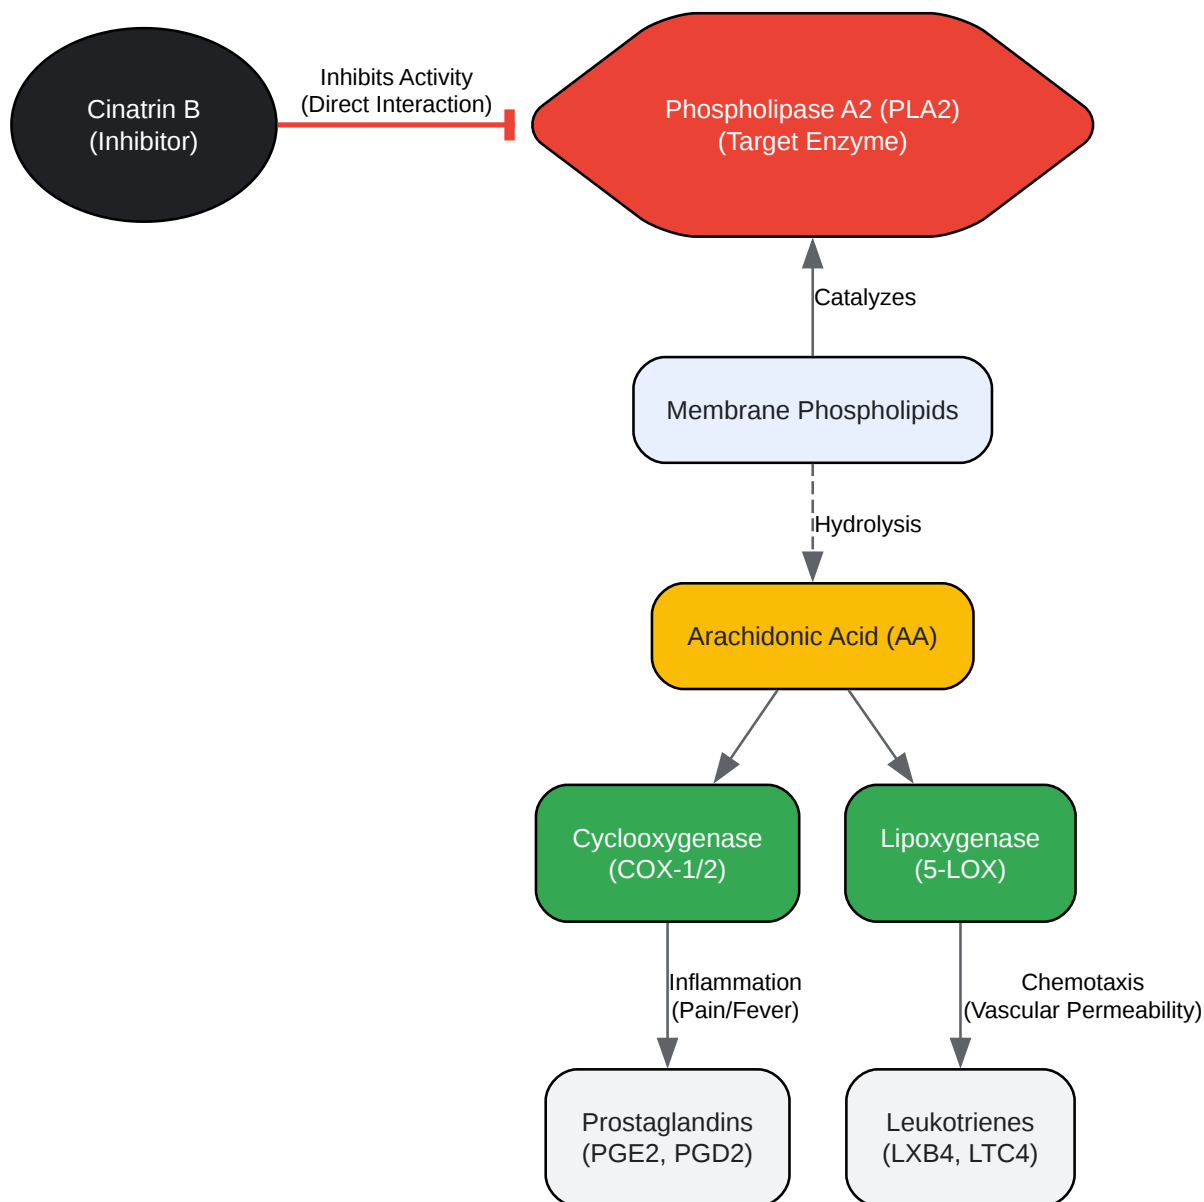 Cinatrin B
(Inhibitor)
Inhibits Activity
(Direct Interaction)
Phospholipase A2 (PLA2)
(Target Enzyme)
Catalyzes
Membrane Phospholipids
Hydrolysis
Arachidonic Acid (AA)
Cyclooxygenase
(COX-1/2)
Lipoxygenase
(5-LOX)
Inflammation
(Pain/Fever)
Chemotaxis
(Vascular Permeability)
Prostaglandins
(PGE2, PGD2)
Leukotrienes
(LXB4, LTC4)